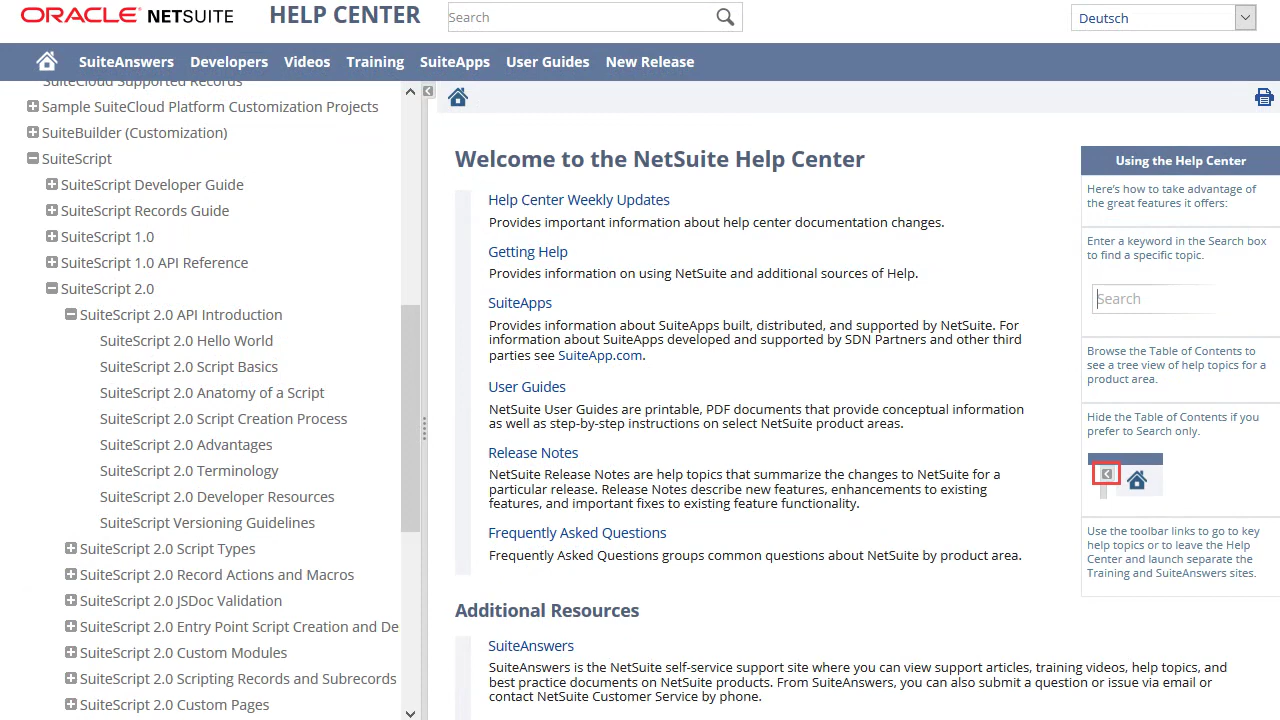 ORACLE NETSUITE HELP CENTER
Search
Deutsch
SuiteAnswers Developers Videos Training SuiteApps User Guides New Release
SuiteCloud Supported Records
Sample SuiteCloud Platform Customization Projects
SuiteBuilder (Customization)
SuiteScript
SuiteScript Developer Guide
SuiteScript Records Guide
SuiteScript 1.0
SuiteScript 1.0 API Reference
SuiteScript 2.0
SuiteScript 2.0 API Introduction
SuiteScript 2.0 Hello World
SuiteScript 2.0 Script Basics
SuiteScript 2.0 Anatomy of a Script
SuiteScript 2.0 Script Creation Process
SuiteScript 2.0 Advantages
SuiteScript 2.0 Terminology
SuiteScript 2.0 Developer Resources
SuiteScript Versioning Guidelines
SuiteScript 2.0 Script Types
SuiteScript 2.0 Record Actions and Macros
SuiteScript 2.0 JSDoc Validation
SuiteScript 2.0 Entry Point Script Creation and De
SuiteScript 2.0 Custom Modules
SuiteScript 2.0 Scripting Records and Subrecords
SuiteScript 2.0 Custom Pages
Welcome to the NetSuite Help Center
Help Center Weekly Updates
Provides important information about help center documentation changes.
Getting Help
Provides information on using NetSuite and additional sources of Help.
SuiteApps
Provides information about SuiteApps built, distributed, and supported by NetSuite. For
information about SuiteApps developed and supported by SDN Partners and other third
parties see SuiteApp.com.
User Guides
NetSuite User Guides are printable, PDF documents that provide conceptual information
as well as step-by-step instructions on select NetSuite product areas.
Release Notes
NetSuite Release Notes are help topics that summarize the changes to NetSuite for a
particular release. Release Notes describe new features, enhancements to existing
features, and important fixes to existing feature functionality.
Frequently Asked Questions
Frequently Asked Questions groups common questions about NetSuite by product area.
Additional Resources
SuiteAnswers
SuiteAnswers is the NetSuite self-service support site where you can view support articles, training videos, help topics, and
best practice documents on NetSuite products. From SuiteAnswers, you can also submit a question or issue via email or
contact NetSuite Customer Service by phone.
Using the Help Center
Here's how to take advantage of
the great features it offers:
Enter a keyword in the Search box
to find a specific topic.
Search
Browse the Table of Contents to
see a tree view of help topics for a
product area.
Hide the Table of Contents if you
prefer to Search only.
Use the toolbar links to go to key
help topics or to leave the Help
Center and launch separate the
Training and SuiteAnswers sites.